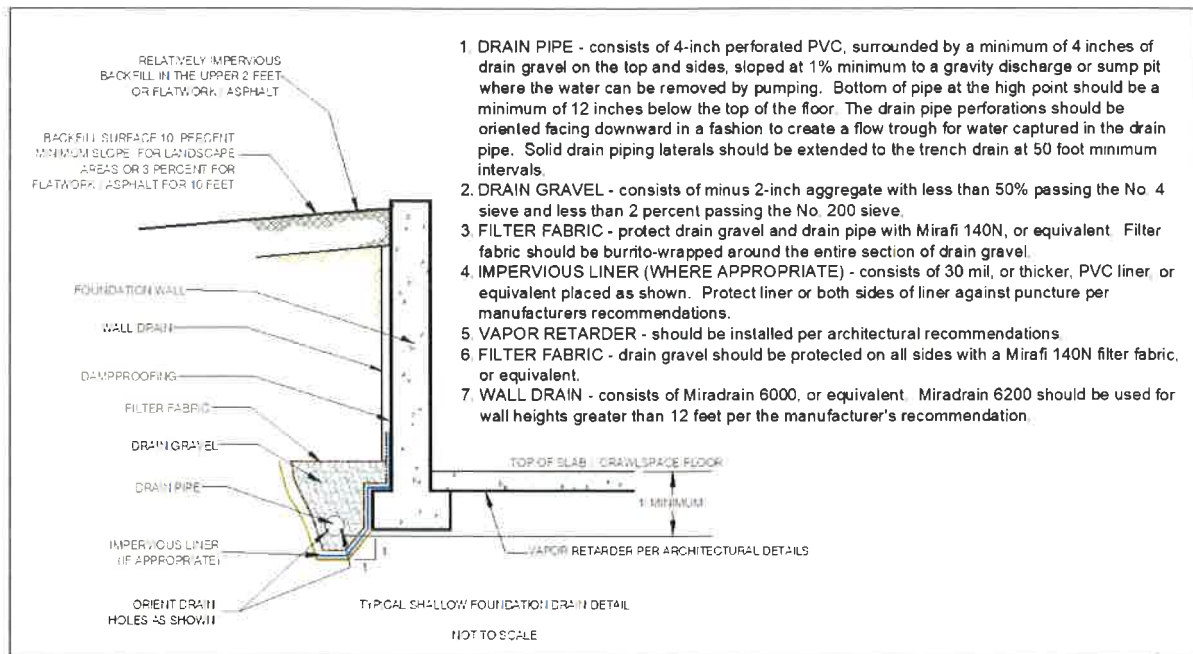 RELATIVELY IMPERVIOUS
BACKFILL IN THE UPPER 2 FEET
OR FLATWORK / ASPHALT
BACKFILL SURFACE 10 PERCENT
MINIMUM SLOPE FOR LANDSCAPE
AREAS OR 3 PERCENT FOR
FLATWORK / ASPHALT FOR 10 FEET
FOUNDATION WALL
WALL DRAIN
DAMPPROOFING
FILTER FABRIC
DRAIN GRAVEL
DRAIN PIPE
IMPERVIOUS LINER
(IF APPROPRIATE)
ORIENT DRAIN
HOLES AS SHOWN
1. DRAIN PIPE - consists of 4-inch perforated PVC, surrounded by a minimum of 4 inches of
drain gravel on the top and sides, sloped at 1% minimum to a gravity discharge or sump pit
where the water can be removed by pumping. Bottom of pipe at the high point should be a
minimum of 12 inches below the top of the floor. The drain pipe perforations should be
oriented facing downward in a fashion to create a flow trough for water captured in the drain
pipe. Solid drain piping laterals should be extended to the trench drain at 50 foot minimum
intervals.
2. DRAIN GRAVEL - consists of minus 2-inch aggregate with less than 50% passing the No. 4
sieve and less than 2 percent passing the No. 200 sieve.
3. FILTER FABRIC - protect drain gravel and drain pipe with Mirafi 140N, or equivalent. Filter
fabric should be burrito-wrapped around the entire section of drain gravel.
4. IMPERVIOUS LINER (WHERE APPROPRIATE) - consists of 30 mil, or thicker, PVC liner, or
equivalent placed as shown. Protect liner or both sides of liner against puncture per
manufacturers recommendations.
5. VAPOR RETARDER - should be installed per architectural recommendations.
6. FILTER FABRIC - drain gravel should be protected on all sides with a Mirafi 140N filter fabric,
or equivalent.
7. WALL DRAIN - consists of Miradrain 6000, or equivalent. Miradrain 6200 should be used for
wall heights greater than 12 feet per the manufacturer's recommendation.
TOP OF SLAB / CRAWLSPACE FLOOR
1' MINIMUM
VAPOR RETARDER PER ARCHITECTURAL DETAILS
1
1
TYPICAL SHALLOW FOUNDATION DRAIN DETAIL
NOT TO SCALE